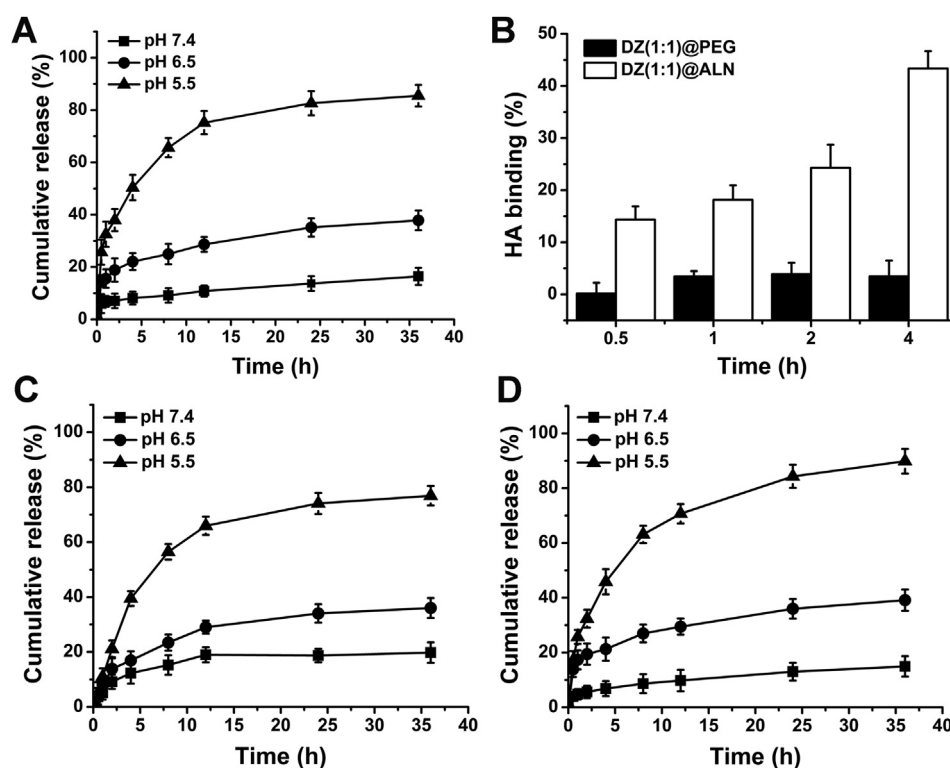 A
pH 7.4
pH 6.5
pH 5.5
100
80
60
40
20
0
Cumulative release (%)
0 5 10 15 20 25 30 35 40
Time (h)
B
DZ(1:1)@PEG
DZ(1:1)@ALN
50
40
30
20
10
0
HA binding (%)
0.5 1 2 4
Time (h)
C
pH 7.4
pH 6.5
pH 5.5
100
80
60
40
20
0
Cumulative release (%)
0 5 10 15 20 25 30 35 40
Time (h)
D
pH 7.4
pH 6.5
pH 5.5
100
80
60
40
20
0
Cumulative release (%)
0 5 10 15 20 25 30 35 40
Time (h)